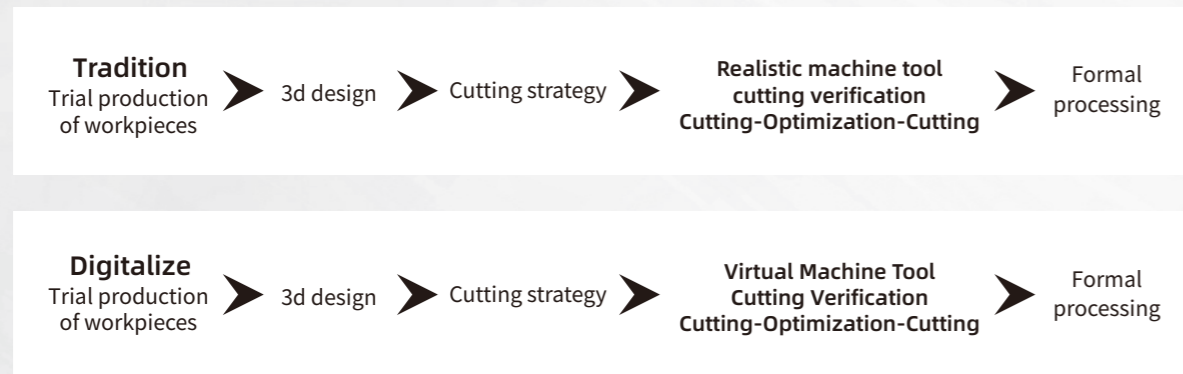 Tradition
Trial production
of workpieces
3d design
Cutting strategy
Realistic machine tool
cutting verification
Cutting-Optimization-Cutting
Formal
processing
Digitalize
Trial production
of workpieces
3d design
Cutting strategy
Virtual Machine Tool
Cutting Verification
Cutting-Optimization-Cutting
Formal
processing